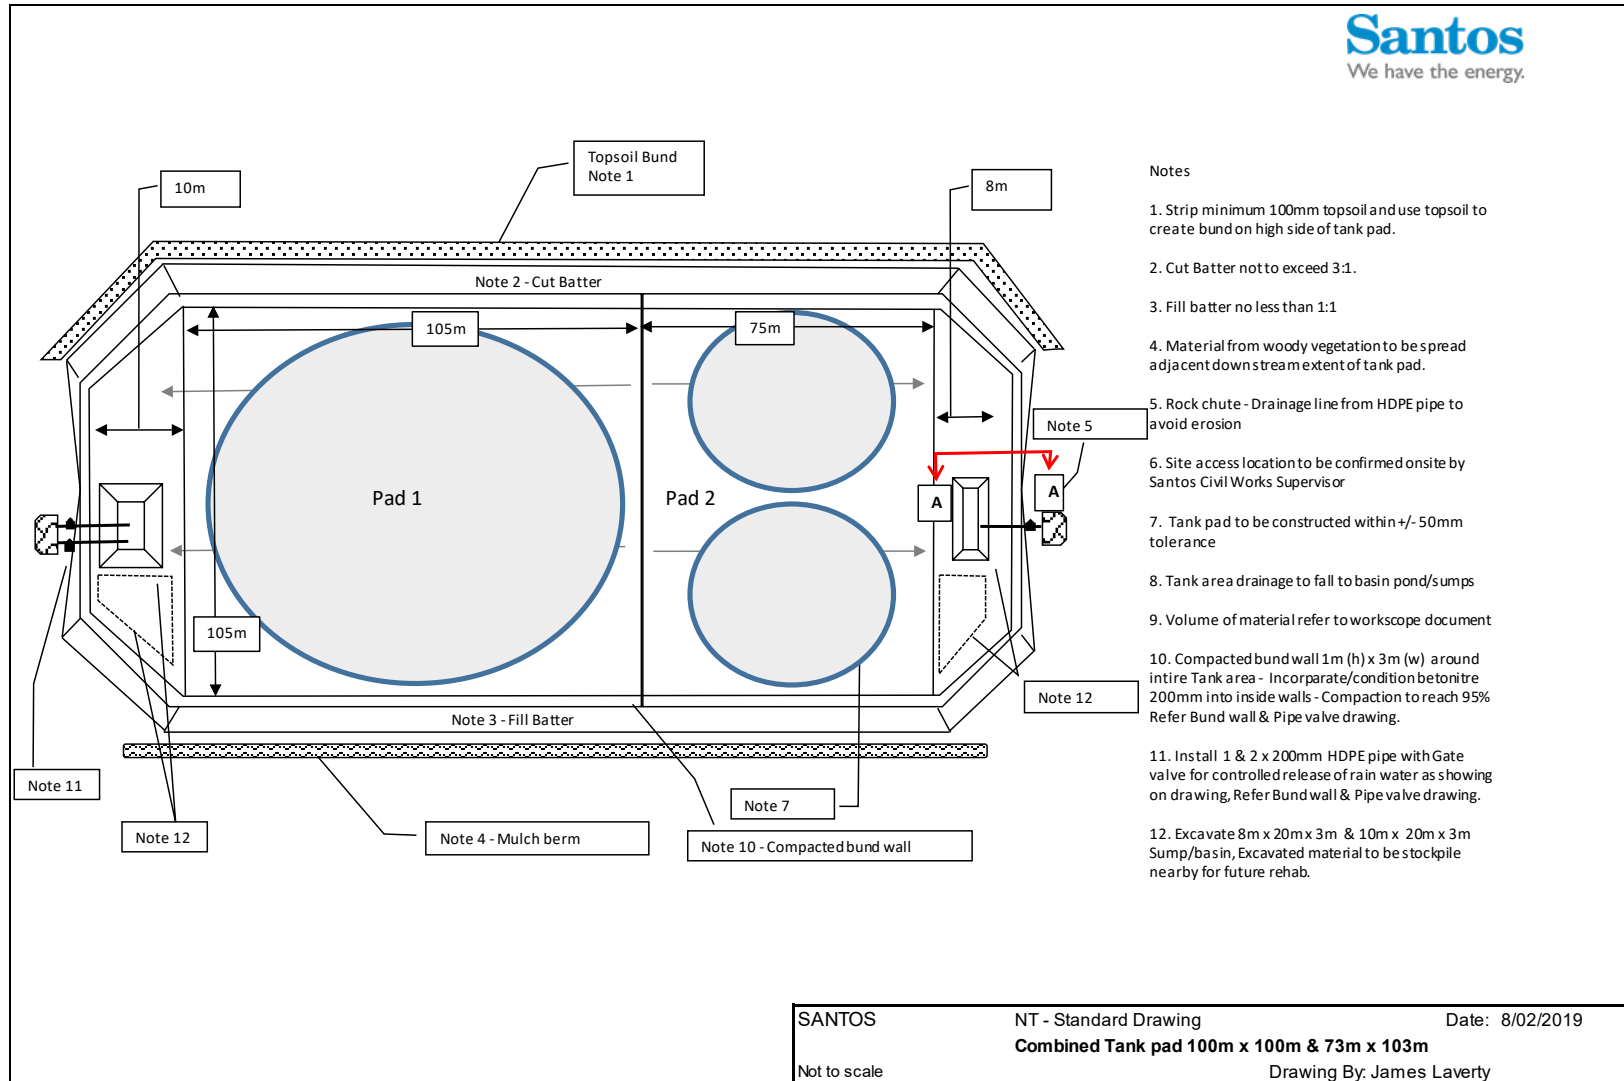 Santos
We have the energy.
Topsoil Bund
Note 1
10m
8m
Note 2 - Cut Batter
105m
75m
Note 5
Pad 1
Pad 2
A
A
105m
Note 12
Note 3 - Fill Batter
Note 11
Note 7
Note 12
Note 4 - Mulch berm
Note 10 - Compacted bund wall
Notes
1. Strip minimum 100mm topsoil and use topsoil to
create bund on high side of tank pad.
2. Cut Batter not to exceed 3:1.
3. Fill batter no less than 1:1
4. Material from woody vegetation to be spread
adjacent down stream extent of tank pad.
5. Rock chute - Drainage line from HDPE pipe to
avoid erosion
6. Site access location to be confirmed onsite by
Santos Civil Works Supervisor
7. Tank pad to be constructed within +/- 50mm
tolerance
8. Tank area drainage to fall to basin pond/sumps
9. Volume of material refer to workscope document
10. Compacted bund wall 1m (h) x 3m (w) around
intire Tank area - Incorparate/condition betonitre
200mm into inside walls - Compaction to reach 95%
Refer Bund wall & Pipe valve drawing.
11. Install 1 & 2 x 200mm HDPE pipe with Gate
valve for controlled release of rain water as showing
on drawing, Refer Bund wall & Pipe valve drawing.
12. Excavate 8m x 20m x 3m & 10m x 20m x 3m
Sump/basin, Excavated material to be stockpile
nearby for future rehab.
SANTOS
NT - Standard Drawing
Date: 8/02/2019
Combined Tank pad 100m x 100m & 73m x 103m
Not to scale
Drawing By: James Laverty